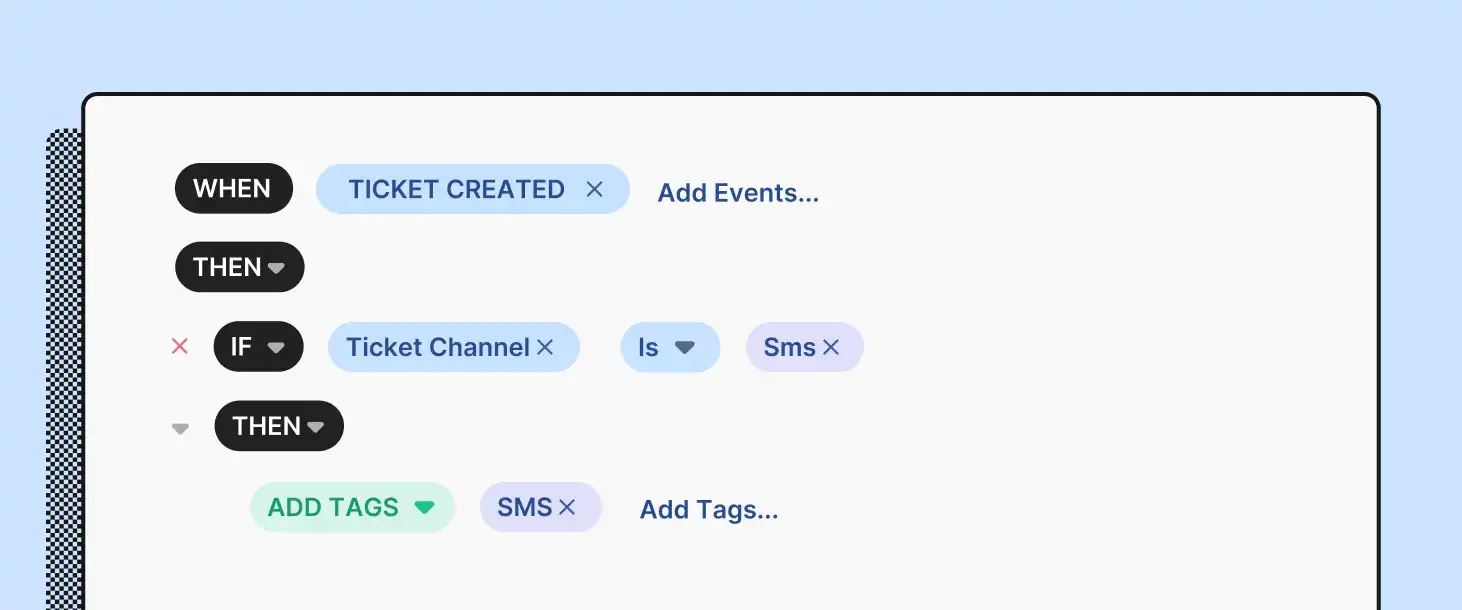 WHEN TICKET CREATED Add Events...
THEN
IF Ticket Channel Is Sms
THEN
ADD TAGS SMS Add Tags...